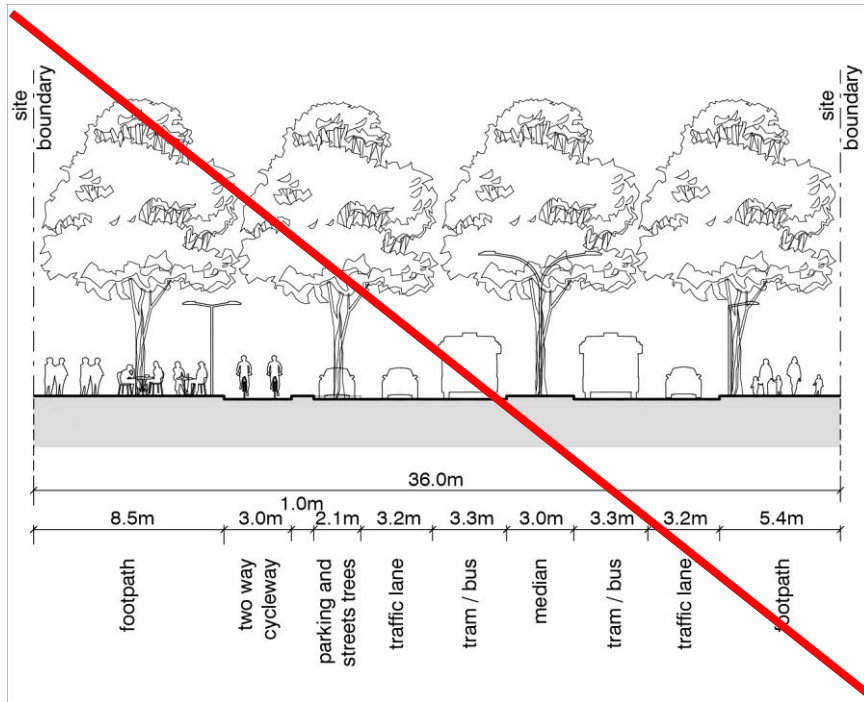 site
boundary
site
boundary
36.0m
1.0m
8.5m 3.0m 2.1m 3.2m 3.3m 3.0m 3.3m 3.2m 5.4m
footpath
two way
cycleway
parking and
streets trees
traffic lane
tram / bus
median
tram / bus
traffic lane
footpath